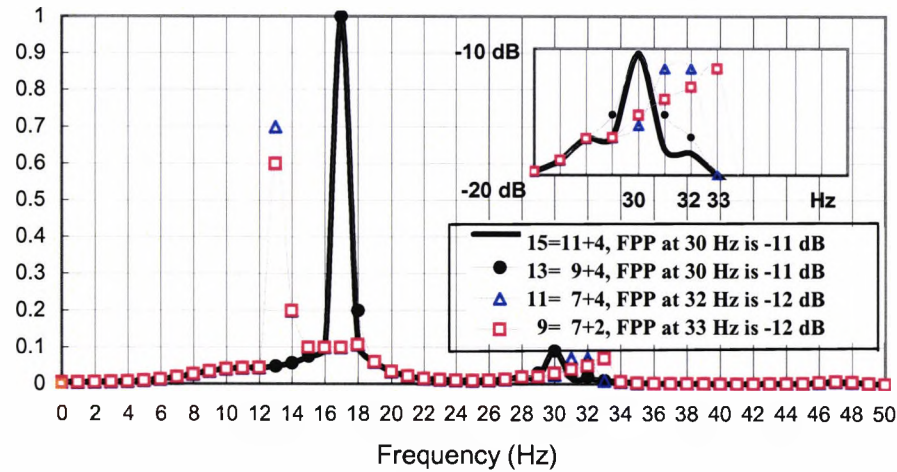 1
0.9
0.8
0.7
0.6
0.5
0.4
0.3
0.2
0.1
0
-10 dB
-20 dB
30 32 33 Hz
15=11+4, FPP at 30 Hz is -11 dB
13= 9+4, FPP at 30 Hz is -11 dB
11= 7+4, FPP at 32 Hz is -12 dB
9= 7+2, FPP at 33 Hz is -12 dB
0 2 4 6 8 10 12 14 16 18 20 22 24 26 28 30 32 34 36 38 40 42 44 46 48 50
Frequency (Hz)